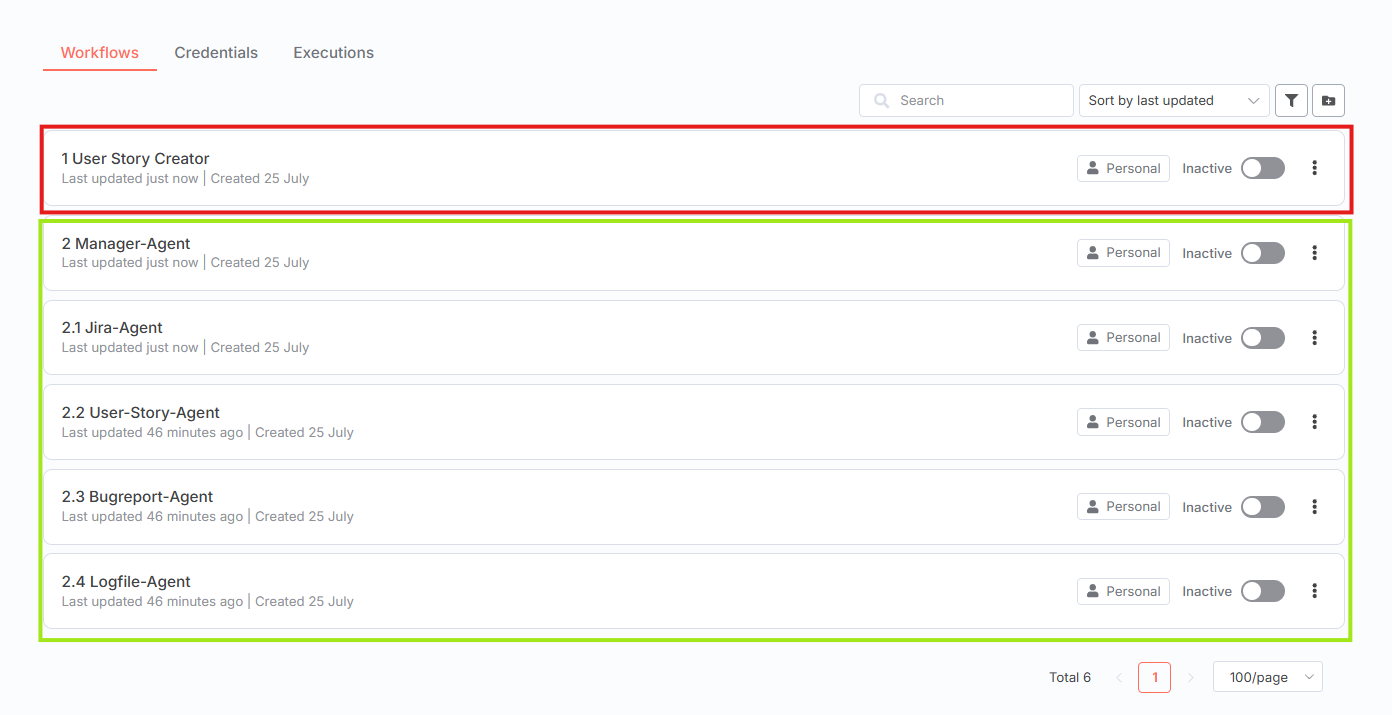 Workflows Credentials Executions
Search Sort by last updated
1 User Story Creator
Last updated just now | Created 25 July
Personal Inactive
2 Manager-Agent
Last updated just now | Created 25 July
Personal Inactive
2.1 Jira-Agent
Last updated just now | Created 25 July
Personal Inactive
2.2 User-Story-Agent
Last updated 46 minutes ago | Created 25 July
Personal Inactive
2.3 Bugreport-Agent
Last updated 46 minutes ago | Created 25 July
Personal Inactive
2.4 Logfile-Agent
Last updated 46 minutes ago | Created 25 July
Personal Inactive
Total 6 1 100/page